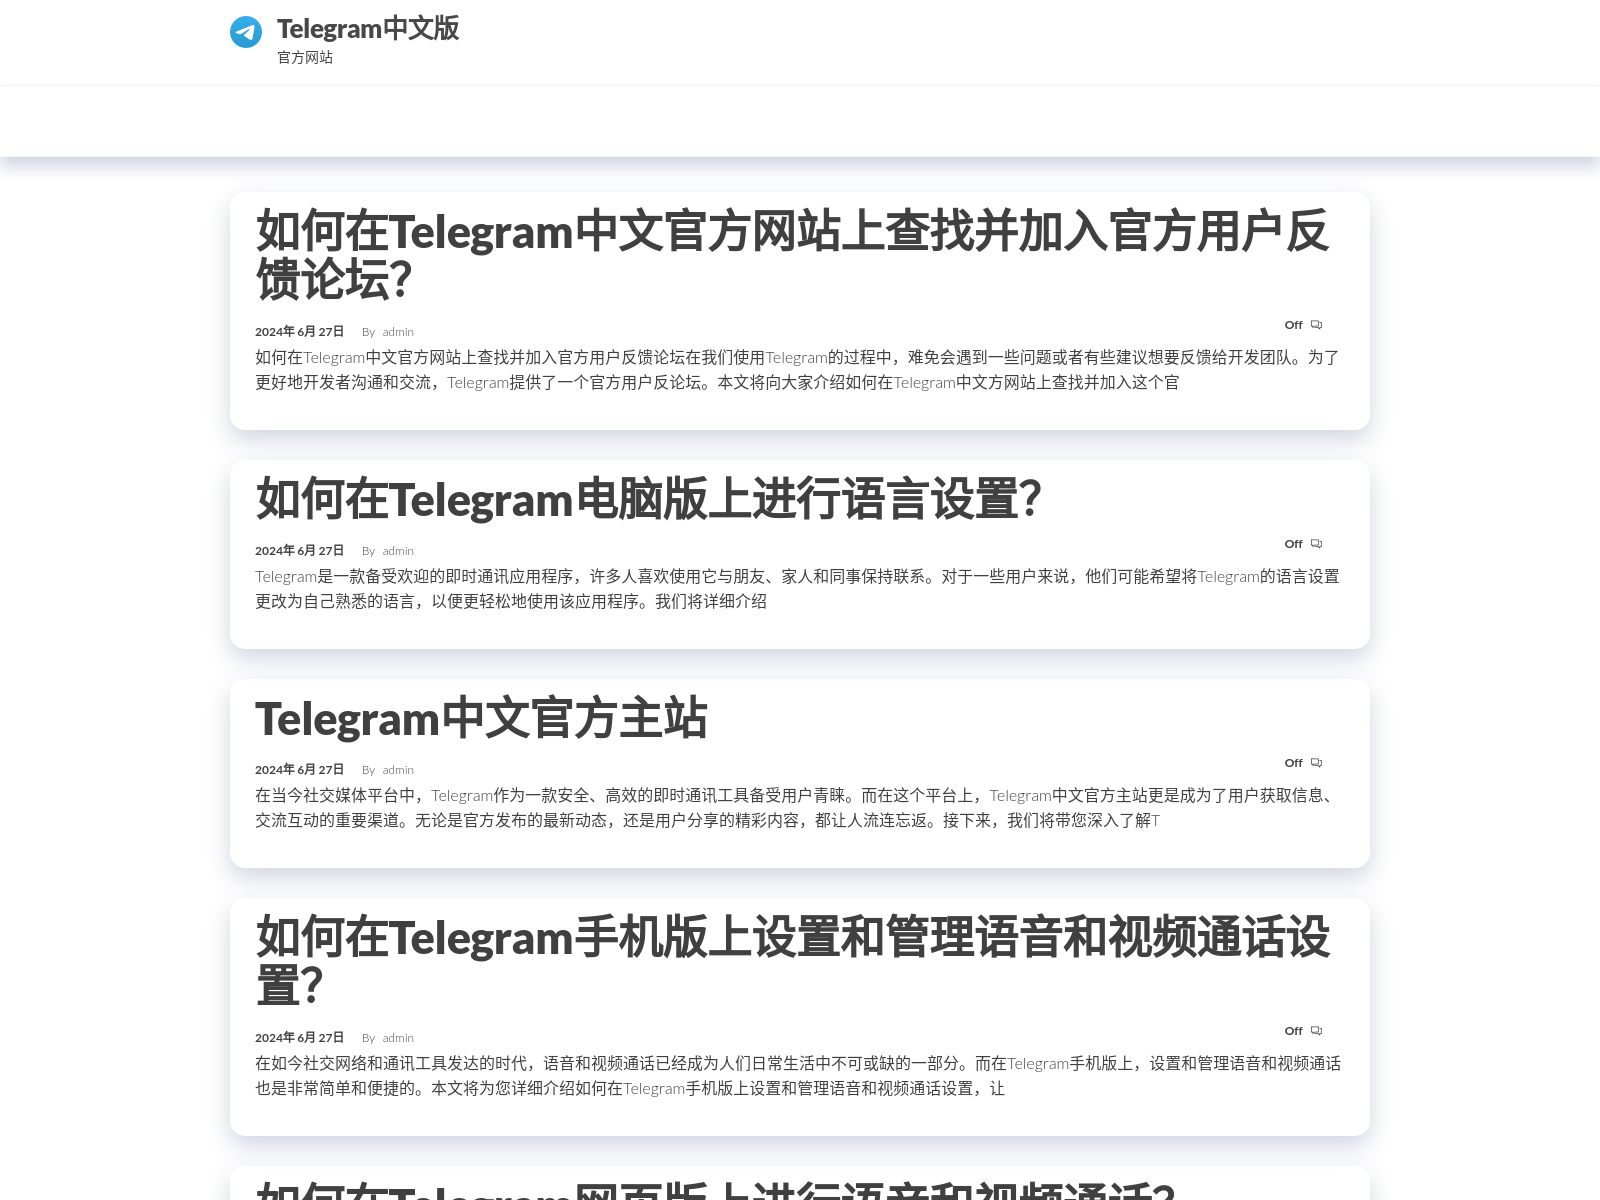 Telegram中文版
官方网站
如何在Telegram中文官方网站上查找并加入官方用户反
馈论坛？
2024年 6月 27日 By admin Off
如何在Telegram中文官方网站上查找并加入官方用户反馈论坛在我们使用Telegram的过程中，难免会遇到一些问题或者有些建议想要反馈给开发团队。为了
更好地开发者沟通和交流，Telegram提供了一个官方用户反论坛。本文将向大家介绍如何在Telegram中文方网站上查找并加入这个官
如何在Telegram电脑版上进行语言设置？
2024年 6月 27日 By admin Off
Telegram是一款备受欢迎的即时通讯应用程序，许多人喜欢使用它与朋友、家人和同事保持联系。对于一些用户来说，他们可能希望将Telegram的语言设置
更改为自己熟悉的语言，以便更轻松地使用该应用程序。我们将详细介绍
Telegram中文官方主站
2024年 6月 27日 By admin Off
在当今社交媒体平台中，Telegram作为一款安全、高效的即时通讯工具备受用户青睐。而在这个平台上，Telegram中文官方主站更是成为了用户获取信息、
交流互动的重要渠道。无论是官方发布的最新动态，还是用户分享的精彩内容，都让人流连忘返。接下来，我们将带您深入了解T
如何在Telegram手机版上设置和管理语音和视频通话设
置？
2024年 6月 27日 By admin Off
在如今社交网络和通讯工具发达的时代，语音和视频通话已经成为人们日常生活中不可或缺的一部分。而在Telegram手机版上，设置和管理语音和视频通话
也是非常简单和便捷的。本文将为您详细介绍如何在Telegram手机版上设置和管理语音和视频通话设置，让
如何在Telegram网页版上进行语音和视频通话？